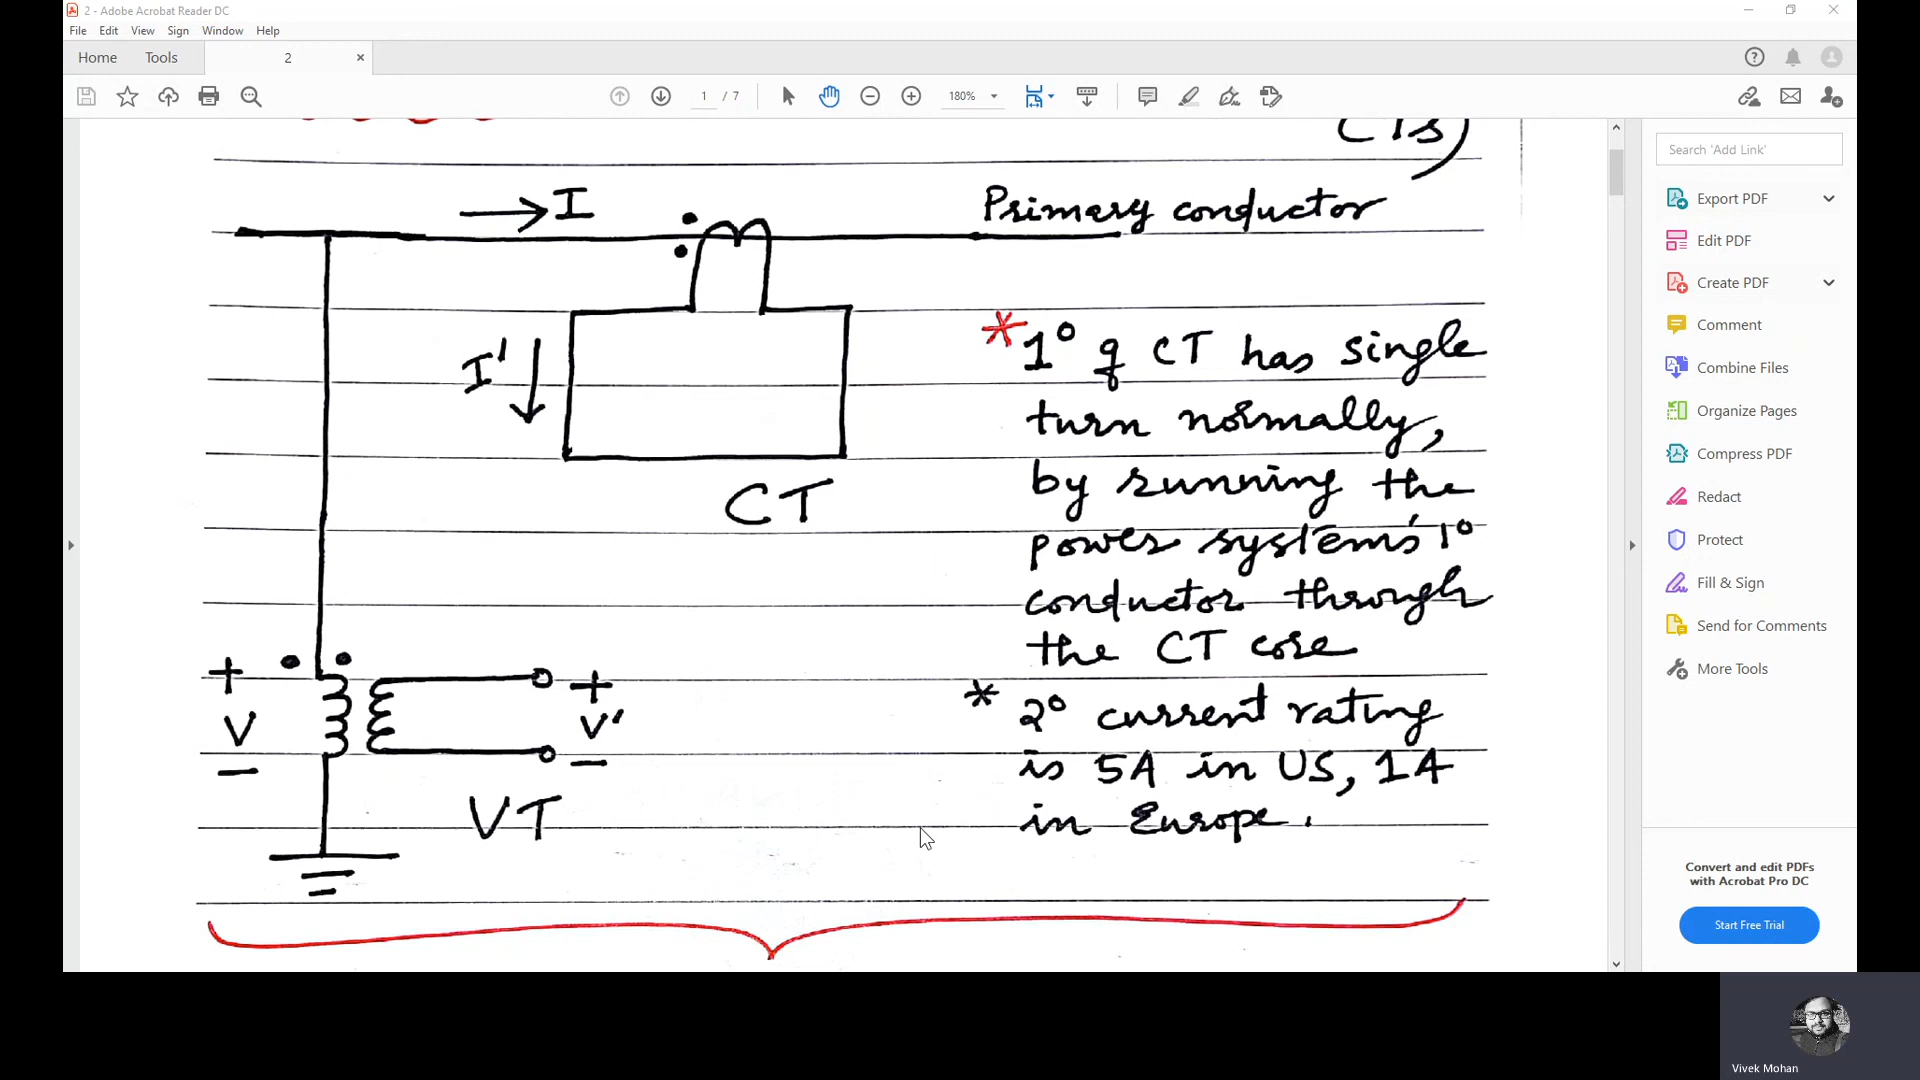 2 - Adobe Acrobat Reader DC
File Edit View Sign Window Help
Home Tools 2
1 / 7 180%
CTs)
→ I Primary conductor
I'
CT
* 1° of CT has single
turn normally,
by running the
power system's 1°
conductor through
the CT core
+ V −
+ V' −
VT
* 2° current rating
is 5A in US, 1A
in Europe.
Search 'Add Link'
Export PDF
Edit PDF
Create PDF
Comment
Combine Files
Organize Pages
Compress PDF
Redact
Protect
Fill & Sign
Send for Comments
More Tools
Convert and edit PDFs
with Acrobat Pro DC
Start Free Trial
Vivek Mohan